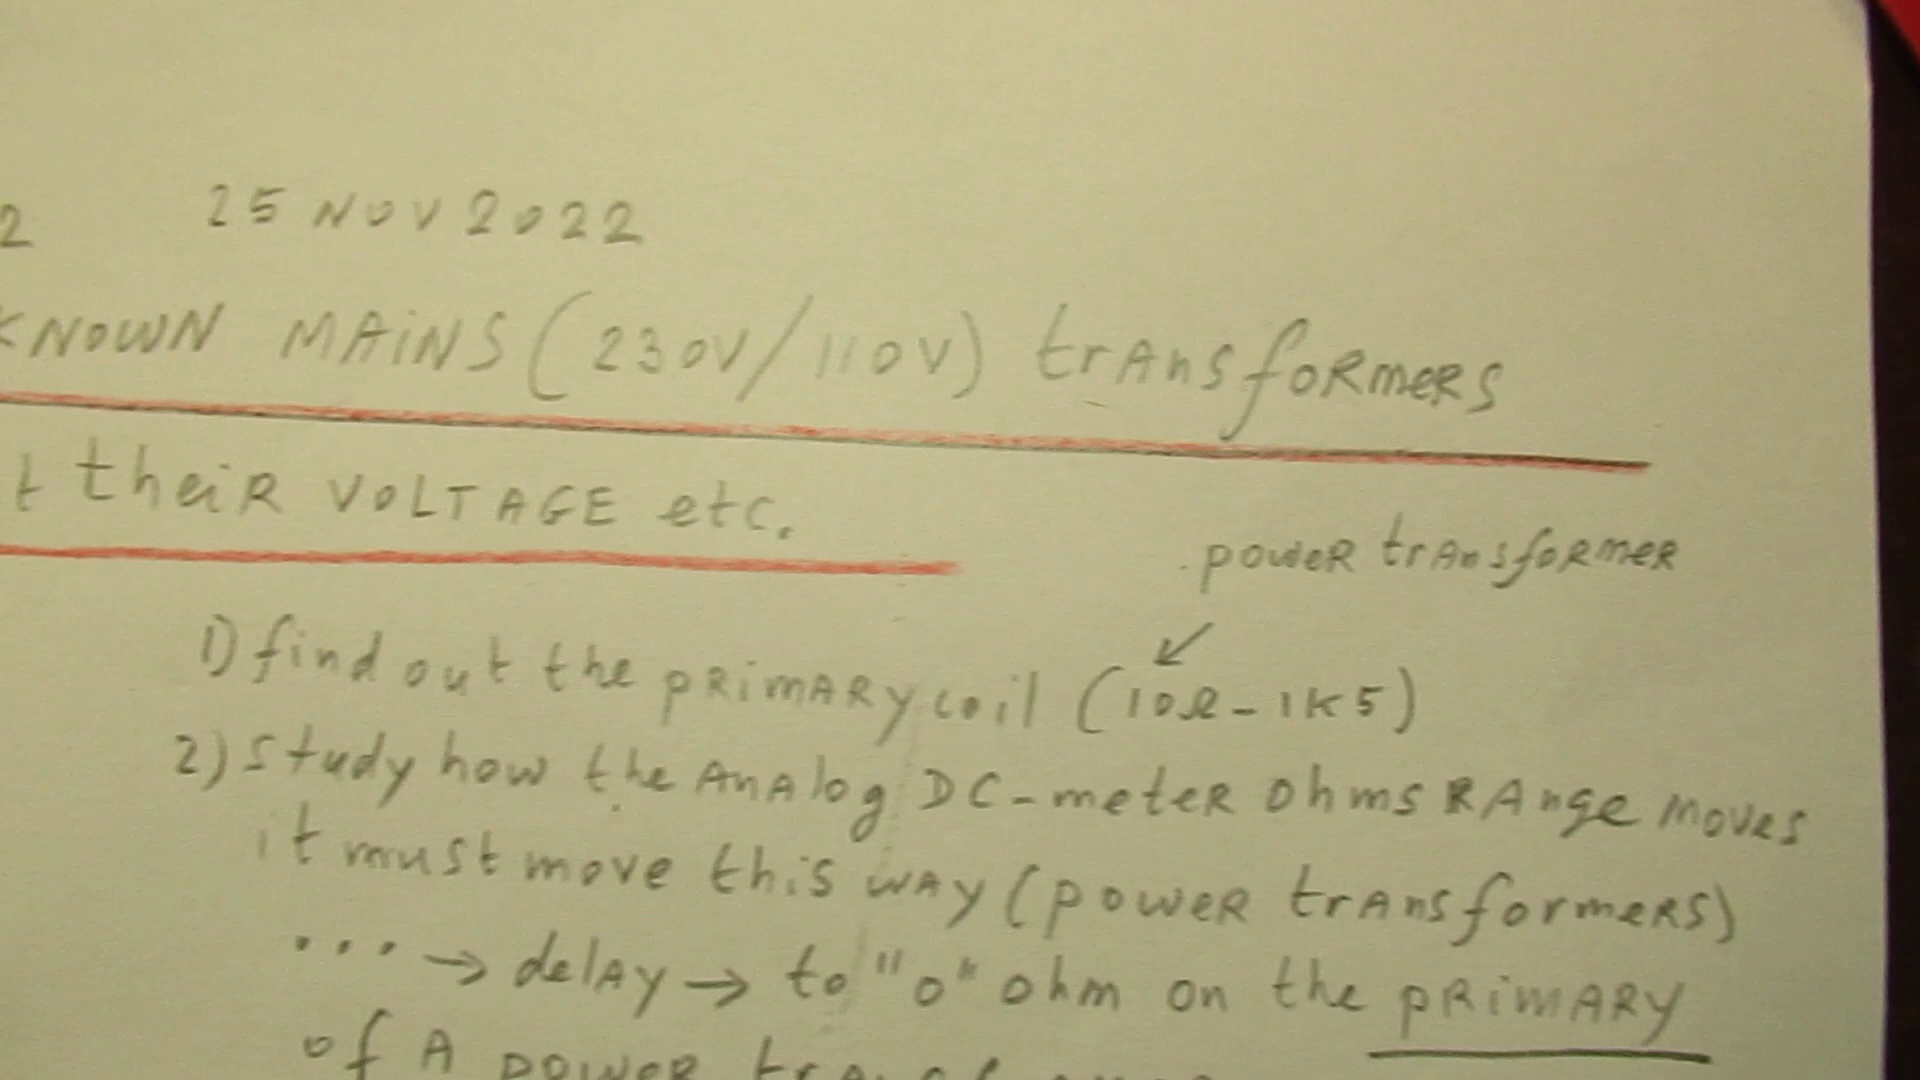 2 25 NOV 2022
KNOWN MAiNS (230V/110V) trAnsfoRmeRS
t theiR VOLTAGE etc.
poweR trAnsfoRmeR
↙
1) find out the pRimARY coil (10Ω - 1K5)
2) Study how the AnAlog DC-meteR ohms RAnge moves
it must move this wAy (poweR trAnsformeRS)
... → delAy → to "0" ohm on the pRimARY
of A poweR